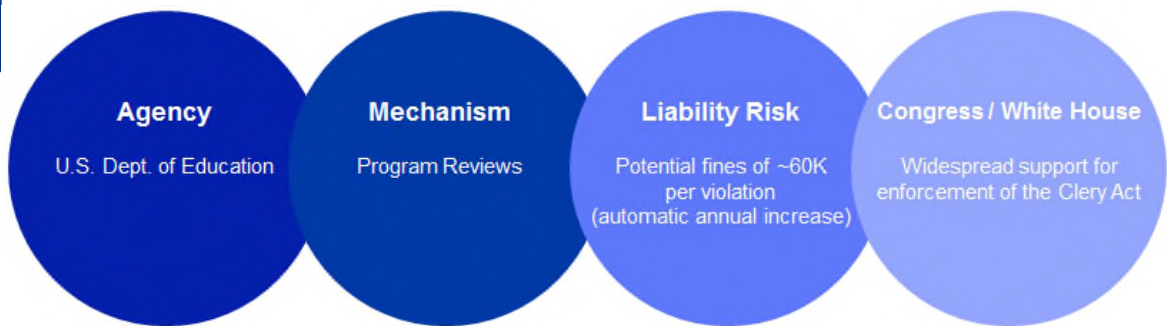 Agency
U.S. Dept. of Education
Mechanism
Program Reviews
Liability Risk
Potential fines of ~60K
per violation
(automatic annual increase)
Congress / White House
Widespread support for
enforcement of the Clery Act